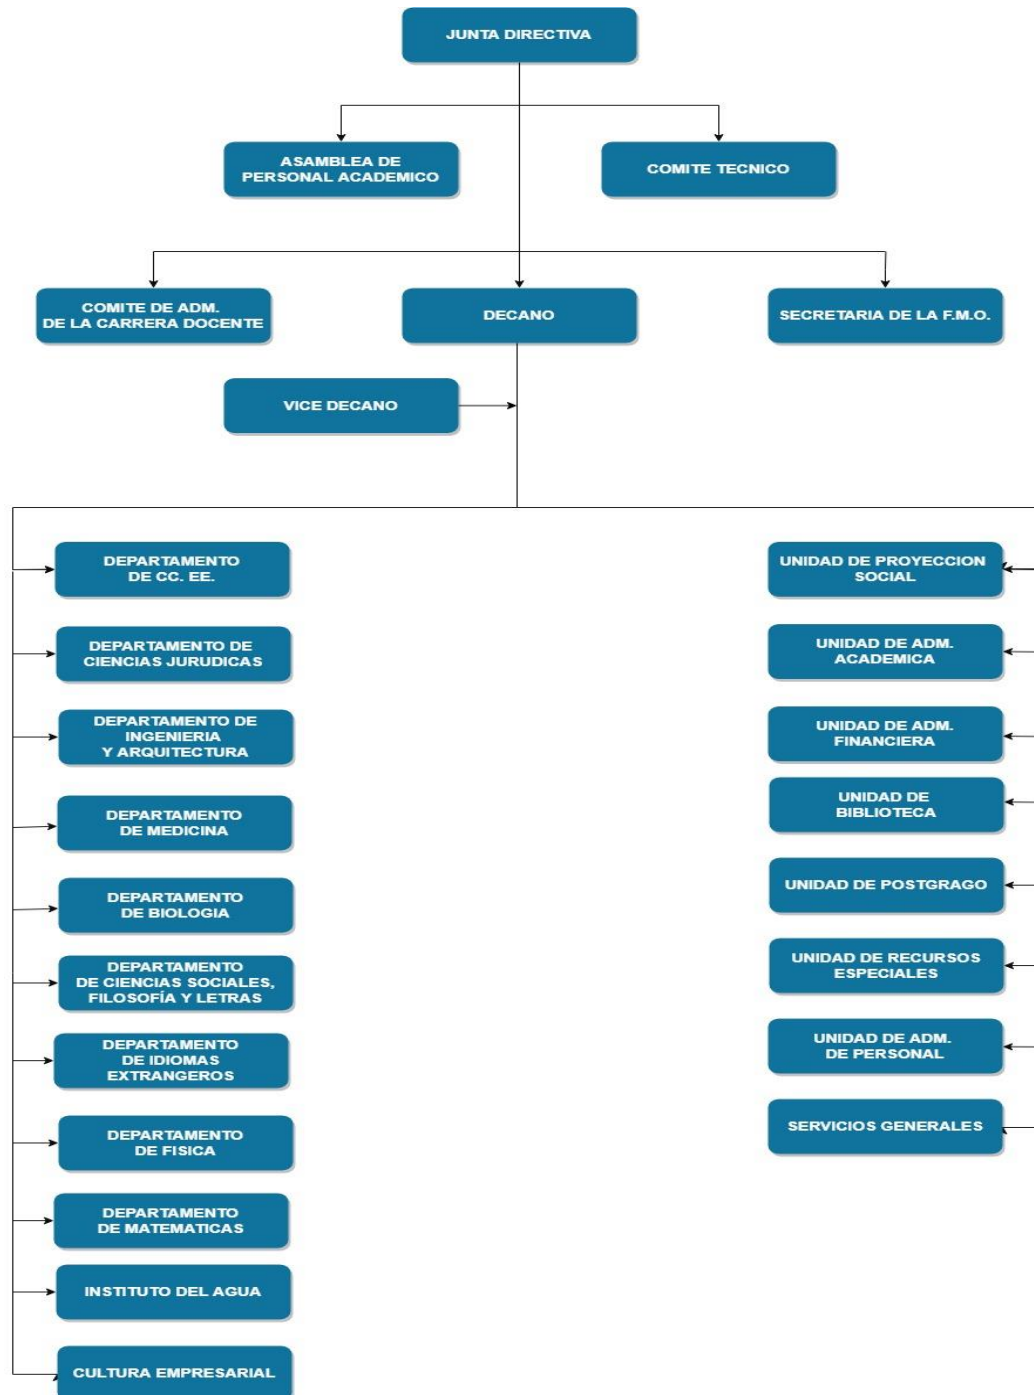 JUNTA DIRECTIVA
ASAMBLEA DE
PERSONAL ACADEMICO
COMITE TECNICO
COMITE DE ADM.
DE LA CARRERA DOCENTE
DECANO
SECRETARIA DE LA F.M.O.
VICE DECANO
DEPARTAMENTO
DE CC. EE.
DEPARTAMENTO DE
CIENCIAS JURUDICAS
DEPARTAMENTO DE
INGENIERIA
Y ARQUITECTURA
DEPARTAMENTO
DE MEDICINA
DEPARTAMENTO
DE BIOLOGIA
DEPARTAMENTO
DE CIENCIAS SOCIALES,
FILOSOFÍA Y LETRAS
DEPARTAMENTO
DE IDIOMAS
EXTRANGEROS
DEPARTAMENTO
DE FISICA
DEPARTAMENTO
DE MATEMATICAS
INSTITUTO DEL AGUA
CULTURA EMPRESARIAL
UNIDAD DE PROYECCION
SOCIAL
UNIDAD DE ADM.
ACADEMICA
UNIDAD DE ADM.
FINANCIERA
UNIDAD DE
BIBLIOTECA
UNIDAD DE POSTGRAGO
UNIDAD DE RECURSOS
ESPECIALES
UNIDAD DE ADM.
DE PERSONAL
SERVICIOS GENERALES